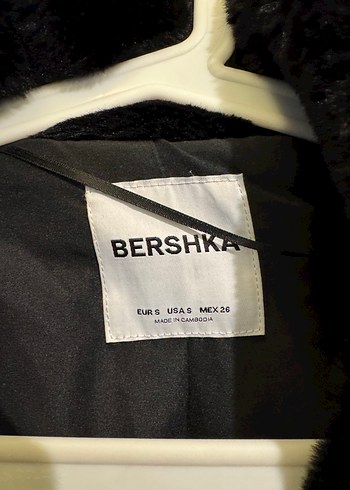 BERSHKA
EUR S USA S MEX 26
MADE IN CAMBODIA